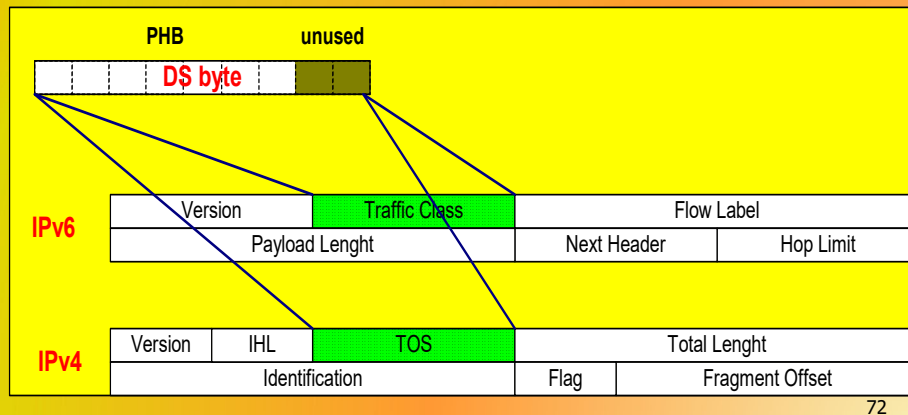 PHB unused
DS byte
IPv6
Version Traffic Class Flow Label
Payload Lenght Next Header Hop Limit
IPv4
Version IHL TOS Total Lenght
Identification Flag Fragment Offset
72